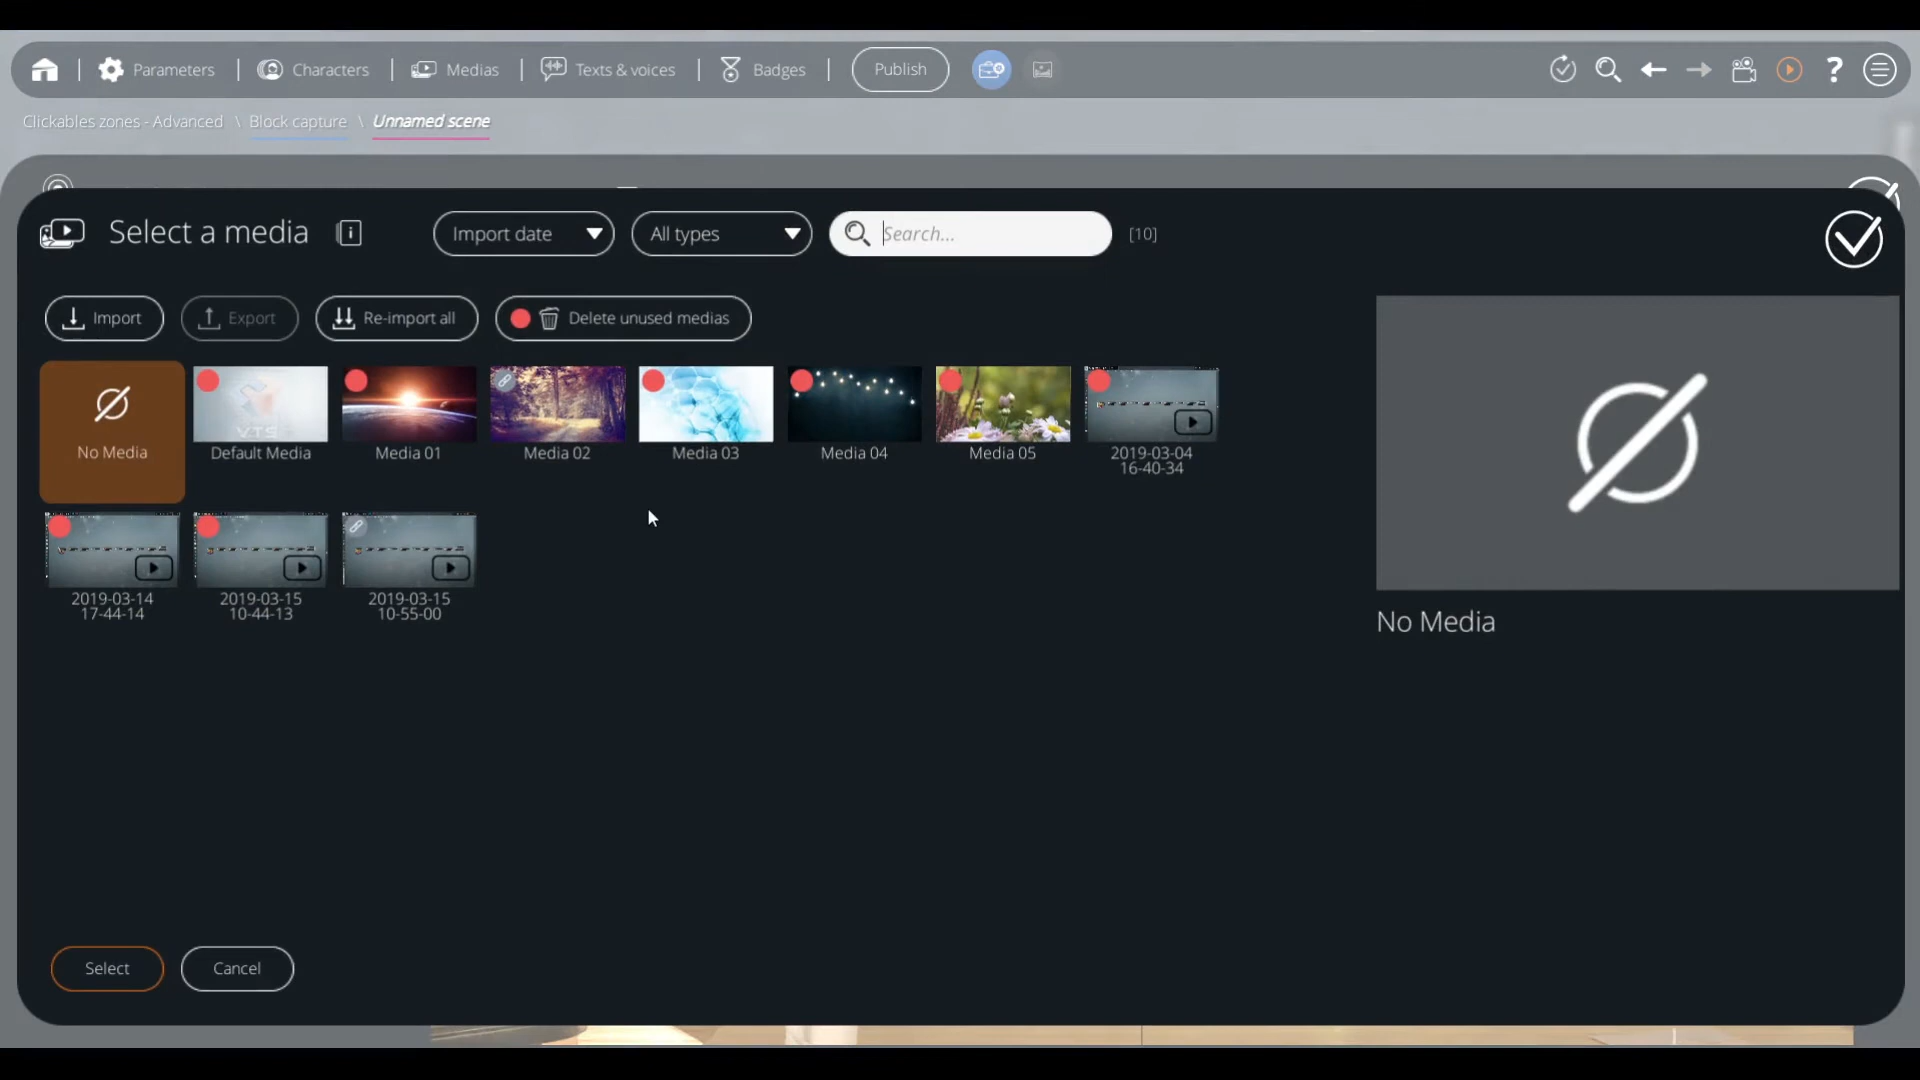 Parameters | Characters | Medias | Texts & voices | Badges | Publish
Clickables zones - Advanced \ Block capture \ Unnamed scene
Select a media Import date All types Search... [10]
Import Export Re-import all Delete unused medias
No Media Default Media Media 01 Media 02 Media 03 Media 04 Media 05 2019-03-04
16-40-34
VTS
2019-03-14 2019-03-15 2019-03-15
17-44-14 10-44-13 10-55-00
No Media
Select Cancel